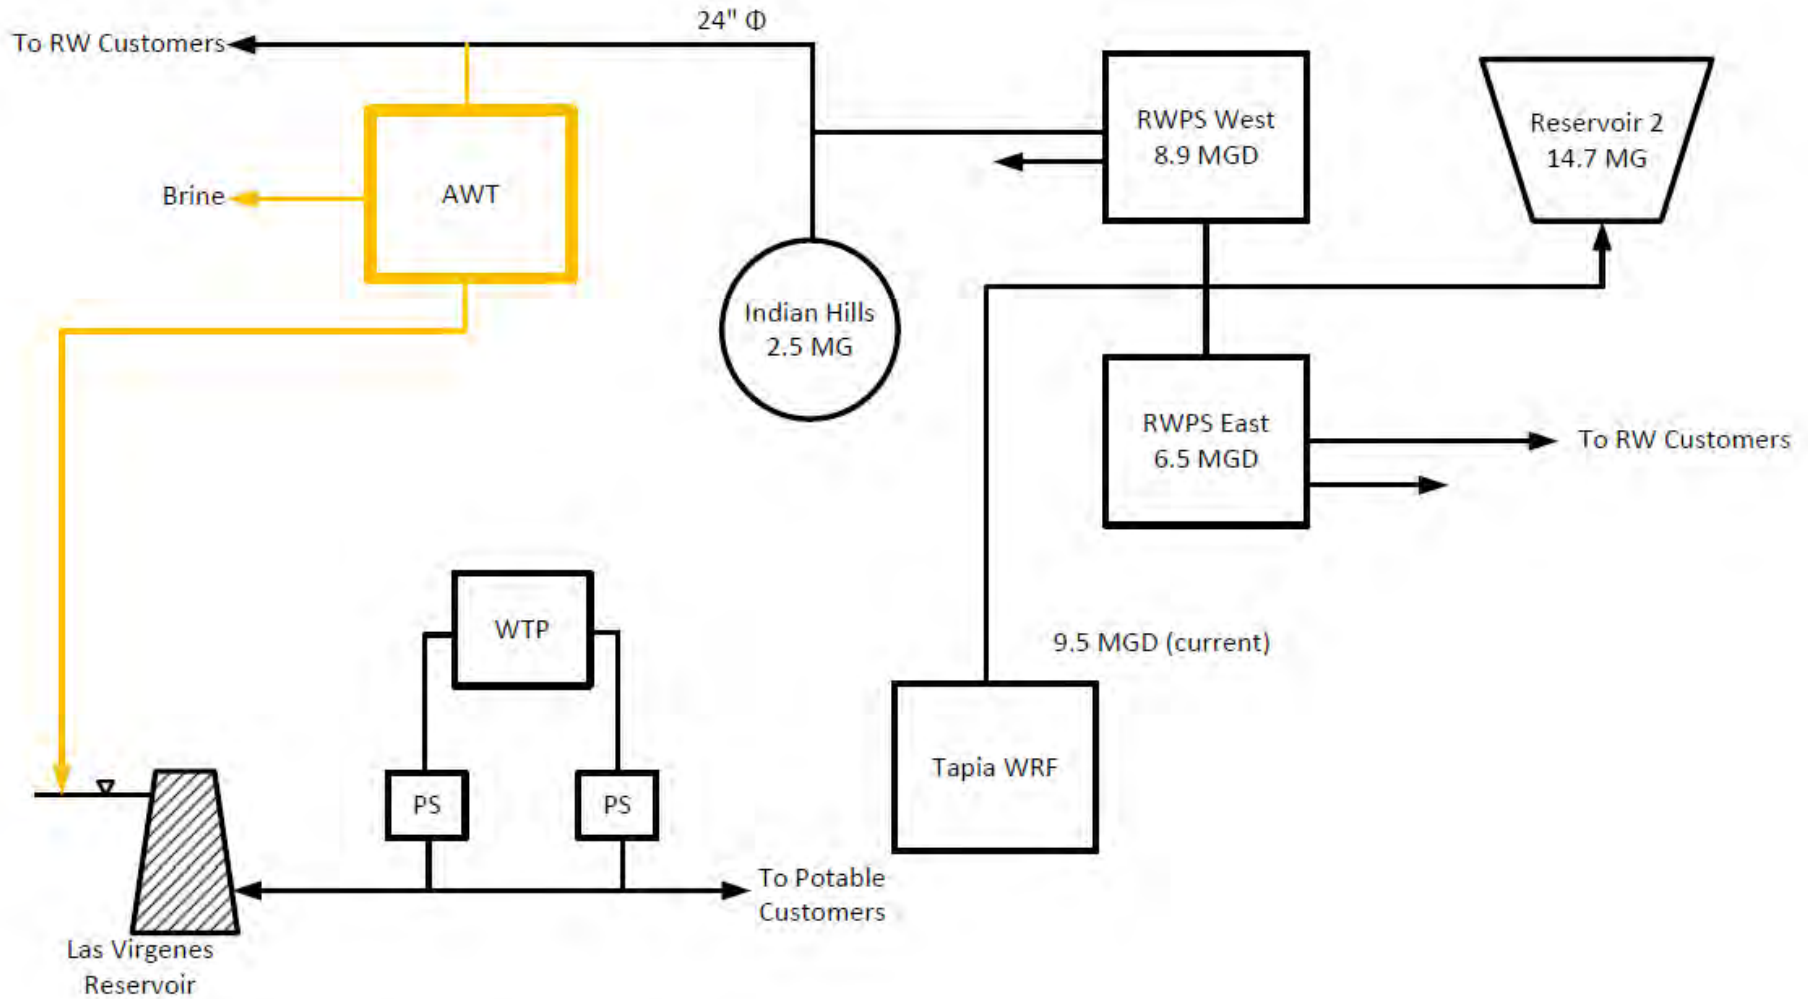 24" Φ
To RW Customers
RWPS West
8.9 MGD
Reservoir 2
14.7 MG
Brine
AWT
Indian Hills
2.5 MG
RWPS East
6.5 MGD
To RW Customers
WTP
9.5 MGD (current)
Tapia WRF
PS
PS
To Potable
Customers
Las Virgenes
Reservoir